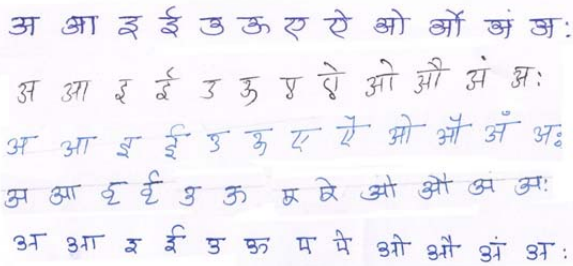 अ आ इ ई उ ऊ ए ऐ ओ औ अं अः
अ आ इ ई उ ऊ ए ऐ ओ औ अं अः
अ आ इ ई उ ऊ ए ऐ ओ औ अँ अः
अ आ इ ई उ ऊ ए ऐ ओ औ अं अः
अ आ इ ई उ ऊ ए ऐ ओ औ अं अः